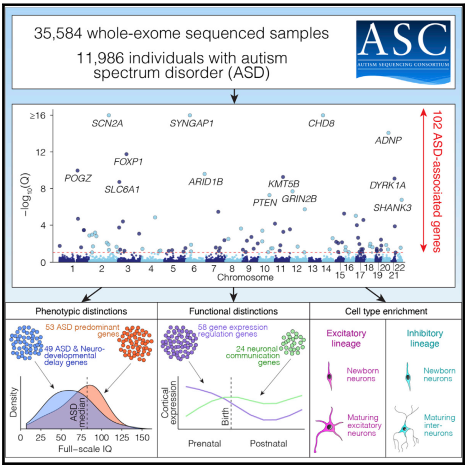 35,584 whole-exome sequenced samples
11,986 individuals with autism
spectrum disorder (ASD)
ASC
AUTISM SEQUENCING CONSORTIUM
≥16
12
8
4
0
−log₁₀(Q)
SCN2A
SYNGAP1
CHD8
ADNP
FOXP1
POGZ
SLC6A1
ARID1B
KMT5B
PTEN
GRIN2B
DYRK1A
SHANK3
102 ASD-associated genes
1 2 3 4 5 6 7 8 9 10 11 12 13 14 15 16 17 18 19 20 21 22
Chromosome
Phenotypic distinctions
53 ASD predominant
genes
49 ASD & Neuro-
developmental
delay genes
Density
ASD
median
25 50 75 100 125 150
Full−scale IQ
Functional distinctions
58 gene expression
regulation genes
24 neuronal
communication
genes
Cortical
expression
Birth
Prenatal
Postnatal
Cell type enrichment
Excitatory
lineage
Inhibitory
lineage
Newborn
neurons
Newborn
neurons
Maturing
excitatory
neurons
Maturing
inter-
neurons